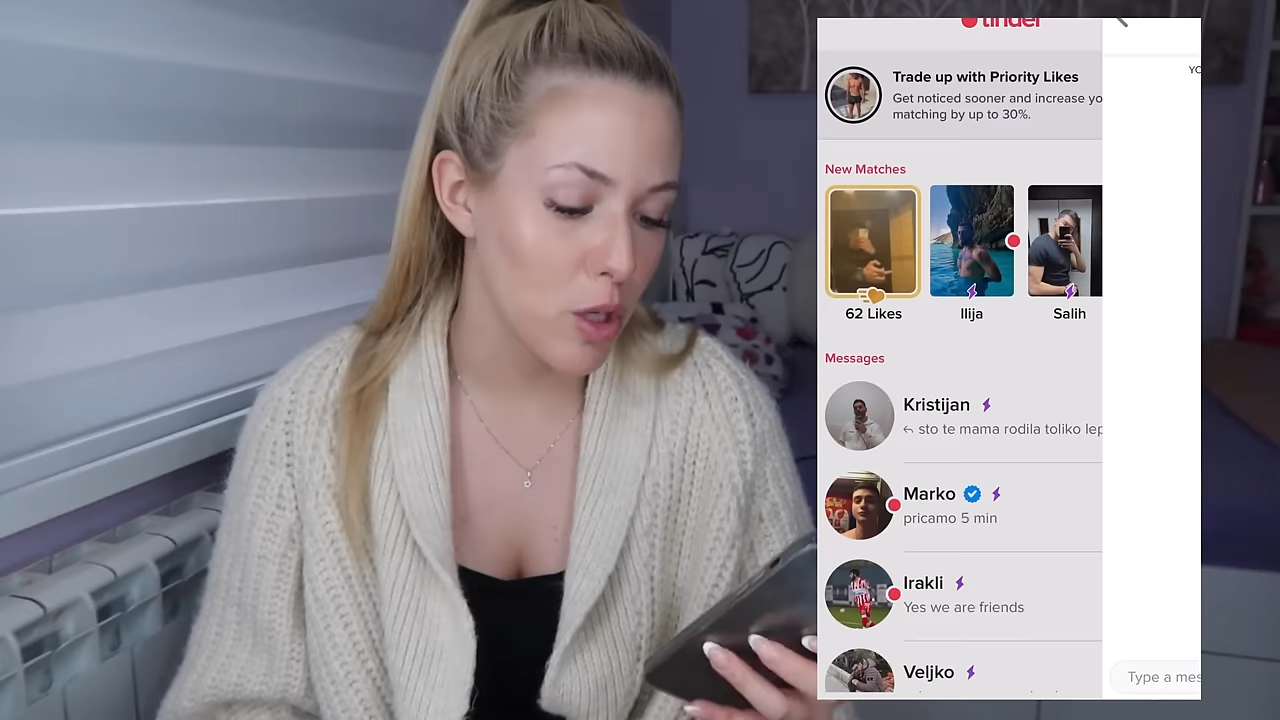 tinder
Trade up with Priority Likes
Get noticed sooner and increase yo
matching by up to 30%.
YO
New Matches
62 Likes
Ilija
Salih
Messages
Kristijan
sto te mama rodila toliko lep
Marko
pricamo 5 min
Irakli
Yes we are friends
Veljko
Type a mes